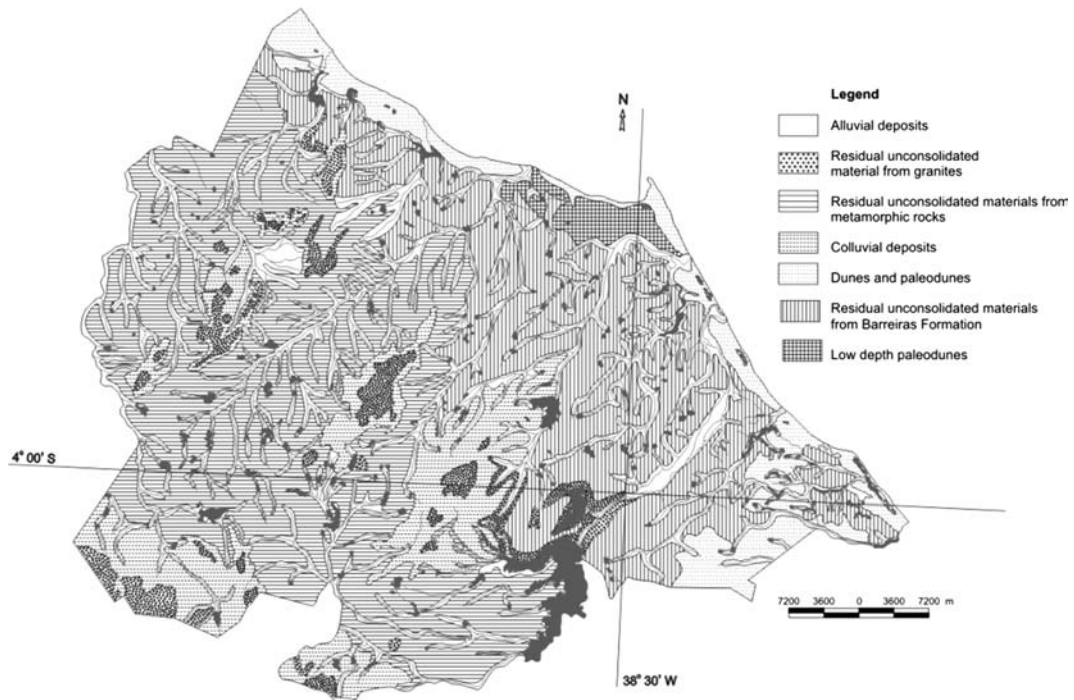 N
Legend
Alluvial deposits
Residual unconsolidated
material from granites
Residual unconsolidated materials from
metamorphic rocks
Colluvial deposits
Dunes and paleodunes
Residual unconsolidated materials
from Barreiras Formation
Low depth paleodunes
4° 00' S
7200 3600 0 3600 7200 m
38° 30' W